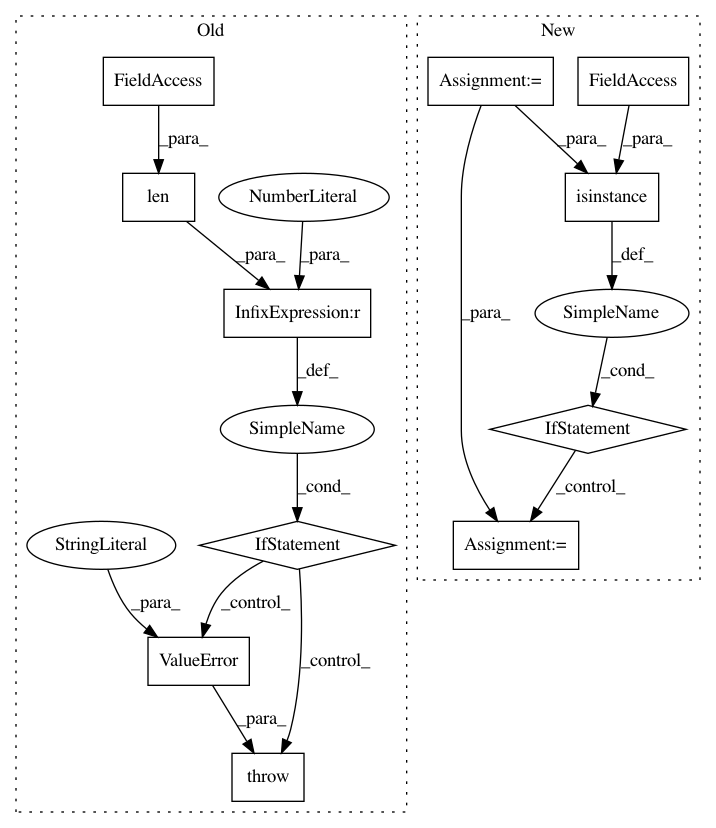 Old
New
FieldAccess
Assignment:=
FieldAccess
_para_
_para_
_para_
len
NumberLiteral
isinstance
_para_
_para_
_def_
InfixExpression:r
SimpleName
_para_
_def_
_cond_
SimpleName
IfStatement
_cond_
_control_
StringLiteral
IfStatement
Assignment:=
_para_
_control_
_control_
ValueError
_para_
throw